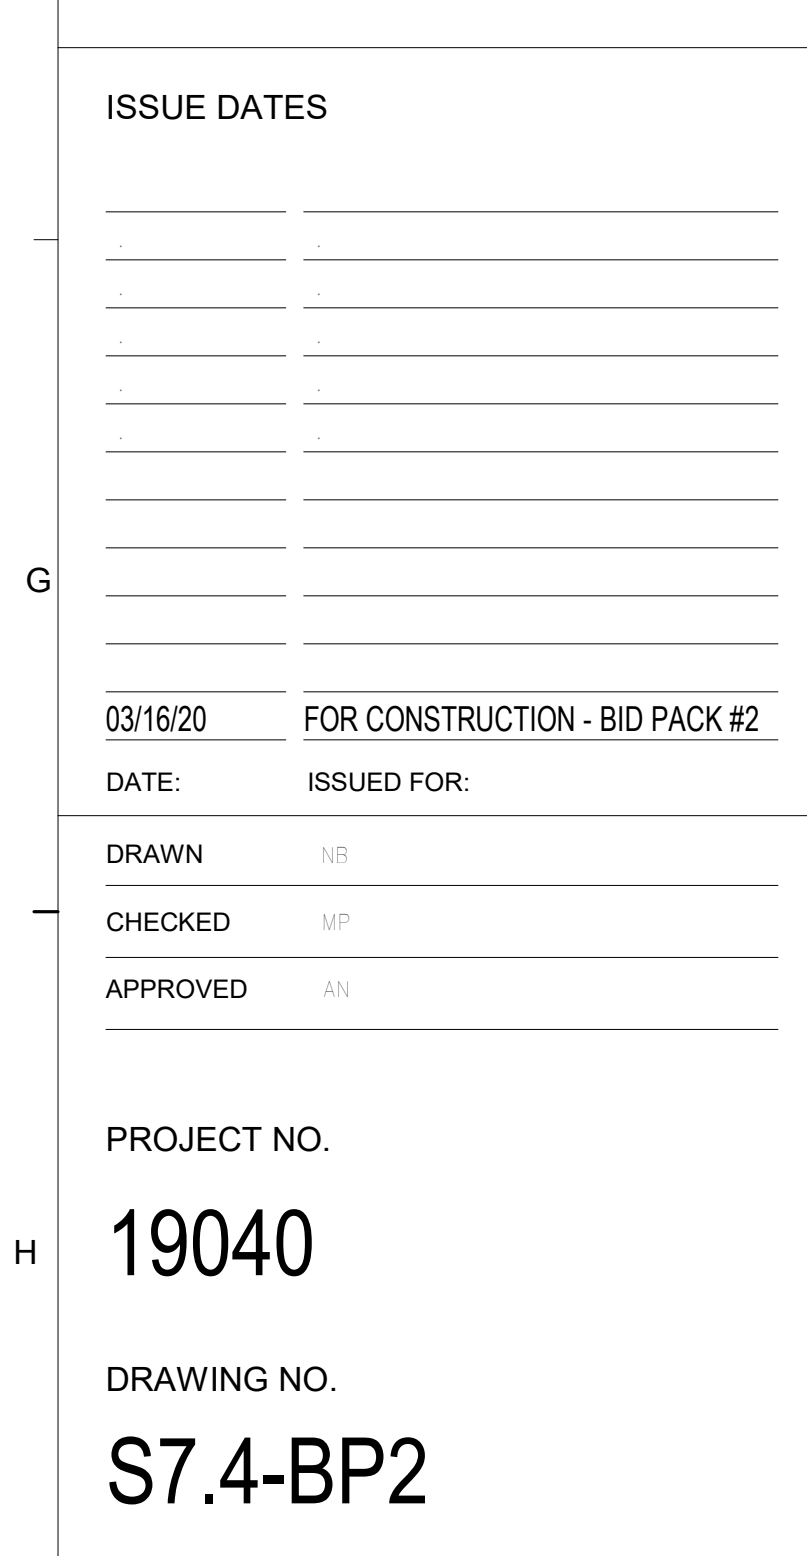 ISSUE DATES
. .
. .
. .
. .
. .
G
03/16/20 FOR CONSTRUCTION - BID PACK #2
DATE: ISSUED FOR:
DRAWN NB
CHECKED MP
APPROVED AN
PROJECT NO.
H 19040
DRAWING NO.
S7.4-BP2